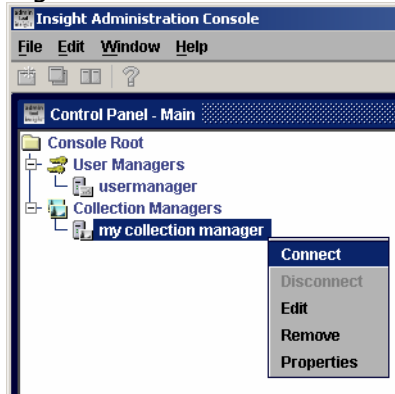 Insight Administration Console
File Edit Window Help
Control Panel - Main
Console Root
User Managers
usermanager
Collection Managers
my collection manager
Connect
Disconnect
Edit
Remove
Properties